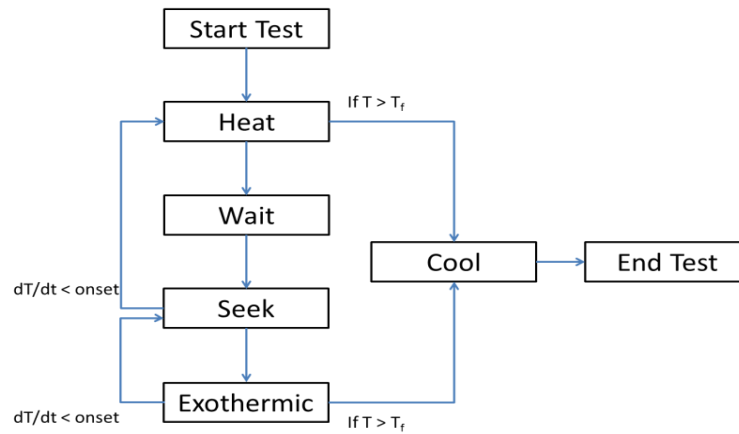 Start Test
If T > Tf
Heat
Wait
Cool
End Test
dT/dt < onset
Seek
Exothermic
dT/dt < onset
If T > Tf